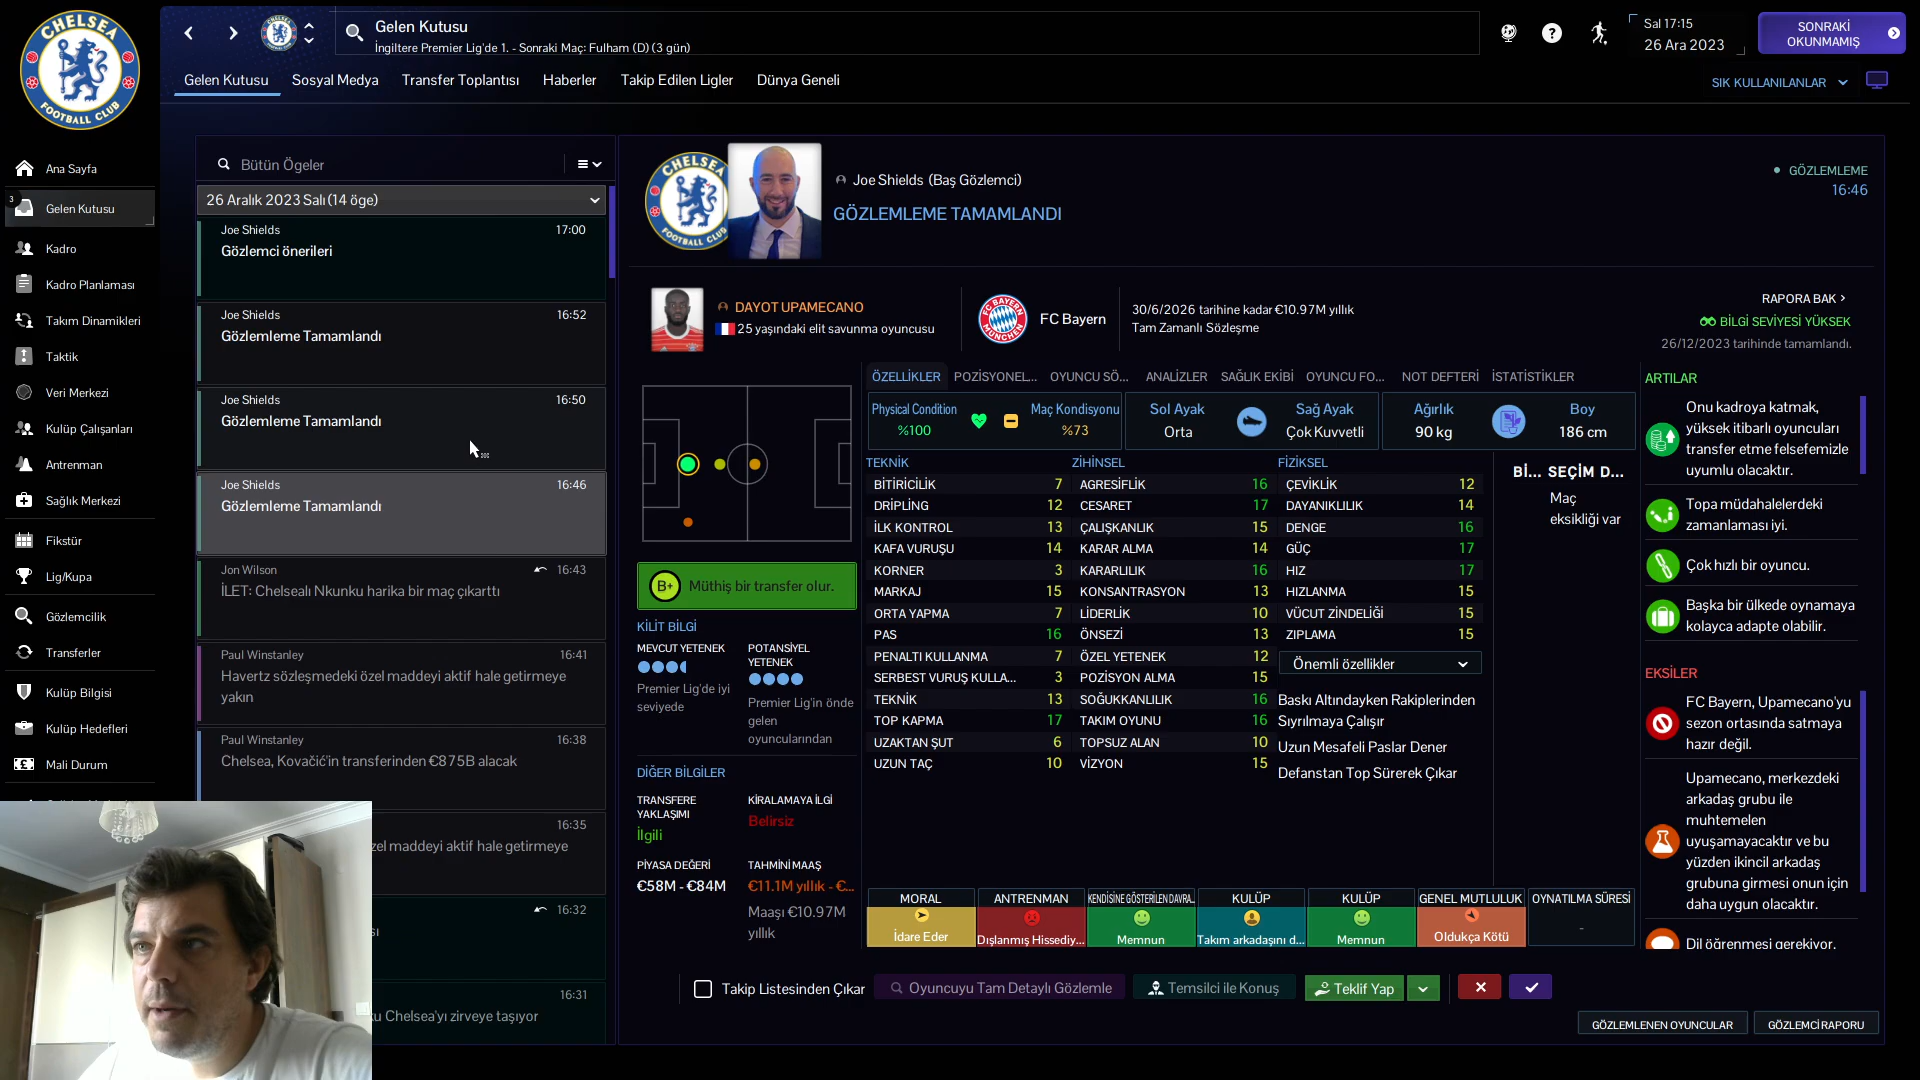 CHELSEA
FOOTBALL CLUB
Gelen Kutusu
İngiltere Premier Lig'de 1. - Sonraki Maç: Fulham (D) (3 gün)
Sal 17:15
26 Ara 2023
SONRAKİ
OKUNMAMIŞ
Gelen Kutusu
Sosyal Medya
Transfer Toplantısı
Haberler
Takip Edilen Ligler
Dünya Geneli
SIK KULLANILANLAR
Ana Sayfa
3
Gelen Kutusu
Kadro
Kadro Planlaması
Takım Dinamikleri
Taktik
Veri Merkezi
Kulüp Çalışanları
Antrenman
Sağlık Merkezi
Fikstür
Lig/Kupa
Gözlemcilik
Transferler
Kulüp Bilgisi
Kulüp Hedefleri
Mali Durum
Bütün Ögeler
26 Aralık 2023 Salı (14 öge)
Joe Shields 17:00
Gözlemci önerileri
Joe Shields 16:52
Gözlemleme Tamamlandı
Joe Shields 16:50
Gözlemleme Tamamlandı
Joe Shields 16:46
Gözlemleme Tamamlandı
Jon Wilson 16:43
İLET: Chelsealı Nkunku harika bir maç çıkarttı
Paul Winstanley 16:41
Havertz sözleşmedeki özel maddeyi aktif hale getirmeye
yakın
Paul Winstanley 16:38
Chelsea, Kovačić'in transferinden €875B alacak
16:35
zel maddeyi aktif hale getirmeye
16:32
sı
16:31
ku Chelsea'yı zirveye taşıyor
CHELSEA
FOOTBALL CLUB
Joe Shields (Baş Gözlemci)
GÖZLEMLEME TAMAMLANDI
GÖZLEMLEME
16:46
DAYOT UPAMECANO
25 yaşındaki elit savunma oyuncusu
FC Bayern
30/6/2026 tarihine kadar €10.97M yıllık
Tam Zamanlı Sözleşme
RAPORA BAK
BİLGİ SEVİYESİ YÜKSEK
26/12/2023 tarihinde tamamlandı.
ÖZELLİKLER
POZİSYONEL...
OYUNCU SÖ...
ANALİZLER
SAĞLIK EKİBİ
OYUNCU FO...
NOT DEFTERİ
İSTATİSTİKLER
Physical Condition
%100
Maç Kondisyonu
%73
Sol Ayak
Orta
Sağ Ayak
Çok Kuvvetli
Ağırlık
90 kg
Boy
186 cm
TEKNİK
BİTİRİCİLİK 7
DRİPLİNG 12
İLK KONTROL 13
KAFA VURUŞU 14
KORNER 3
MARKAJ 15
ORTA YAPMA 7
PAS 16
PENALTI KULLANMA 7
SERBEST VURUŞ KULLA... 3
TEKNİK 13
TOP KAPMA 17
UZAKTAN ŞUT 6
UZUN TAÇ 10
ZİHİNSEL
AGRESİFLİK 16
CESARET 17
ÇALIŞKANLIK 15
KARAR ALMA 14
KARARLILIK 16
KONSANTRASYON 13
LİDERLİK 10
ÖNSEZİ 13
ÖZEL YETENEK 12
POZİSYON ALMA 15
SOĞUKKANLILIK 16
TAKIM OYUNU 16
TOPSUZ ALAN 10
VİZYON 15
FİZİKSEL
ÇEVİKLİK 12
DAYANIKLILIK 14
DENGE 16
GÜÇ 17
HIZ 17
HIZLANMA 15
VÜCUT ZİNDELİĞİ 15
ZIPLAMA 15
Önemli özellikler
Baskı Altındayken Rakiplerinden
Sıyrılmaya Çalışır
Uzun Mesafeli Paslar Dener
Defanstan Top Sürerek Çıkar
Bİ... SEÇİM D...
Maç
eksikliği var
B+ Müthiş bir transfer olur.
KİLİT BİLGİ
MEVCUT YETENEK
Premier Lig'de iyi
seviyede
POTANSİYEL
YETENEK
Premier Lig'in önde
gelen
oyuncularından
DİĞER BİLGİLER
TRANSFERE
YAKLAŞIMI
İlgili
KİRALAMAYA İLGİ
Belirsiz
PİYASA DEĞERİ
€58M - €84M
TAHMİNİ MAAŞ
€11.1M yıllık - €...
Maaşı €10.97M
yıllık
ARTILAR
Onu kadroya katmak,
yüksek itibarlı oyuncuları
transfer etme felsefemizle
uyumlu olacaktır.
Topa müdahalelerdeki
zamanlaması iyi.
Çok hızlı bir oyuncu.
Başka bir ülkede oynamaya
kolayca adapte olabilir.
EKSİLER
FC Bayern, Upamecano'yu
sezon ortasında satmaya
hazır değil.
Upamecano, merkezdeki
arkadaş grubu ile
muhtemelen
uyuşamayacaktır ve bu
yüzden ikincil arkadaş
grubuna girmesi onun için
daha uygun olacaktır.
Dil öğrenmesi gerekiyor.
MORAL
İdare Eder
ANTRENMAN
Dışlanmış Hissediy...
KENDİSİNE GÖSTERİLEN DAVRA...
Memnun
KULÜP
Takım arkadaşını d...
KULÜP
Memnun
GENEL MUTLULUK
Oldukça Kötü
OYNATILMA SÜRESİ
-
Takip Listesinden Çıkar
Oyuncuyu Tam Detaylı Gözlemle
Temsilci ile Konuş
Teklif Yap
GÖZLEMLENEN OYUNCULAR
GÖZLEMCİ RAPORU